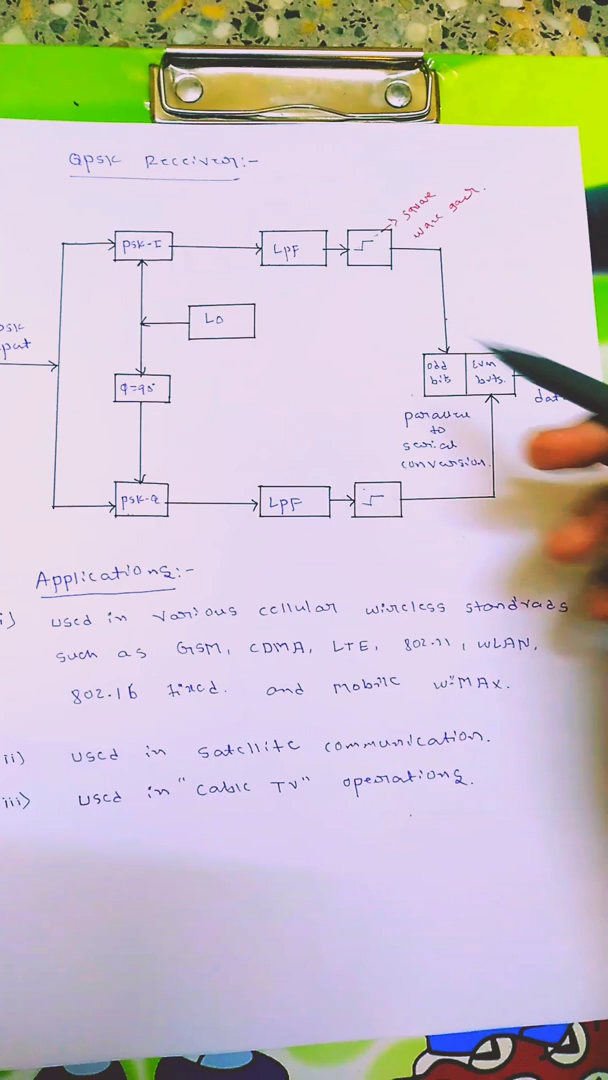 QPSK Receiver:-
square
wave gen.
PSK-I
LPF
LO
odd
bit
Even
bits.
φ=90°
parallel
to
serial
conversion.
PSK-Q
LPF
Applications:-
i) used in various cellular wireless standrads
such as GSM, CDMA, LTE, 802.11, WLAN,
802.16 fixed. and Mobile WiMAX.
ii) used in satellite communication.
iii) used in "cable TV" operations.